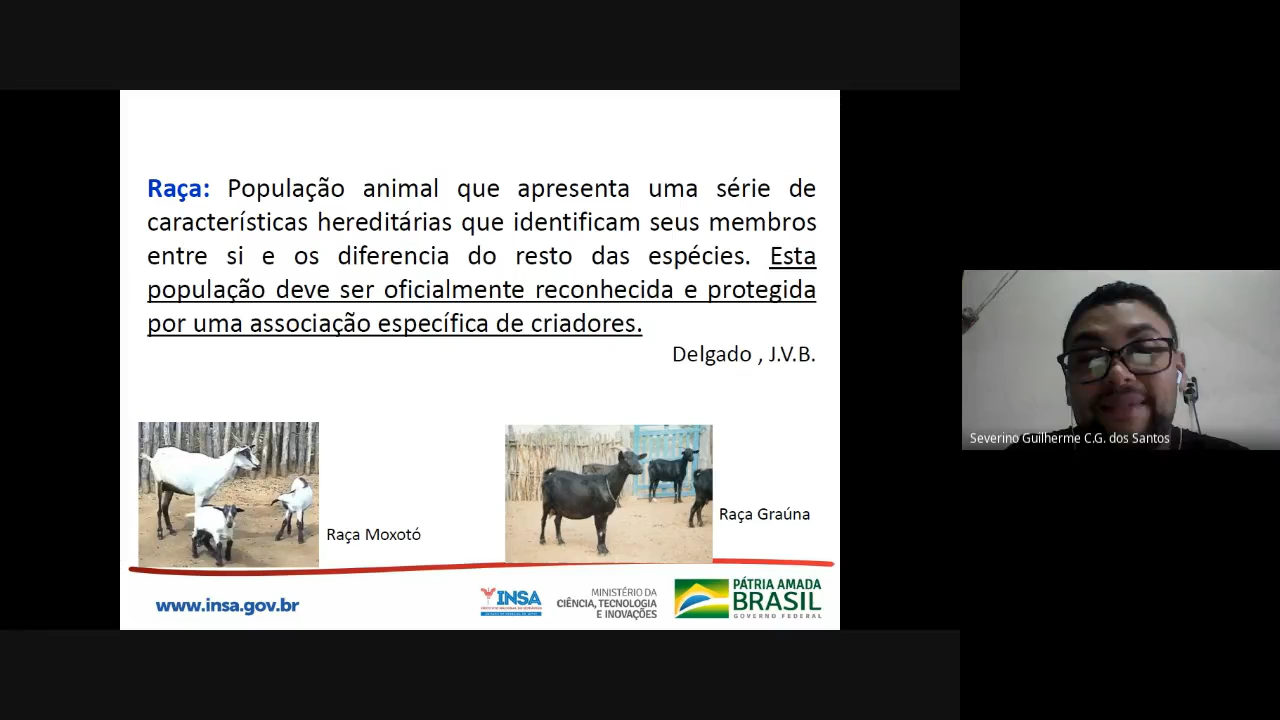 Raça: População animal que apresenta uma série de
características hereditárias que identificam seus membros
entre si e os diferencia do resto das espécies. Esta
população deve ser oficialmente reconhecida e protegida
por uma associação específica de criadores.
Delgado , J.V.B.
Raça Moxotó
Raça Graúna
Severino Guilherme C.G. dos Santos
www.insa.gov.br
INSA
MINISTÉRIO DA
CIÊNCIA, TECNOLOGIA
E INOVAÇÕES
PÁTRIA AMADA
BRASIL
GOVERNO FEDERAL